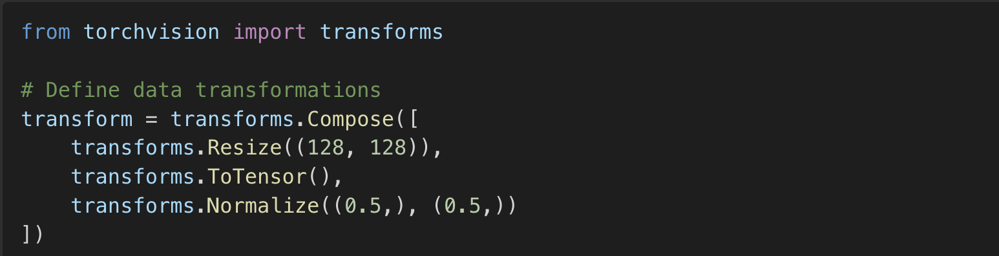 from torchvision import transforms

# Define data transformations
transform = transforms.Compose([
    transforms.Resize((128, 128)),
    transforms.ToTensor(),
    transforms.Normalize((0.5,), (0.5,))
])